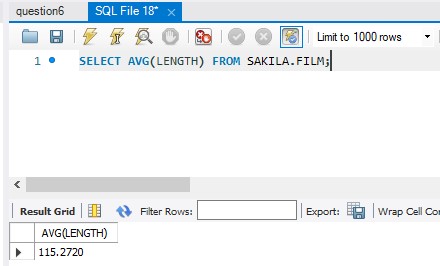 question6
SQL File 18*
Limit to 1000 rows
1
SELECT AVG(LENGTH) FROM SAKILA.FILM;
Result Grid
Filter Rows:
Export:
Wrap Cell Con
AVG(LENGTH)
115.2720